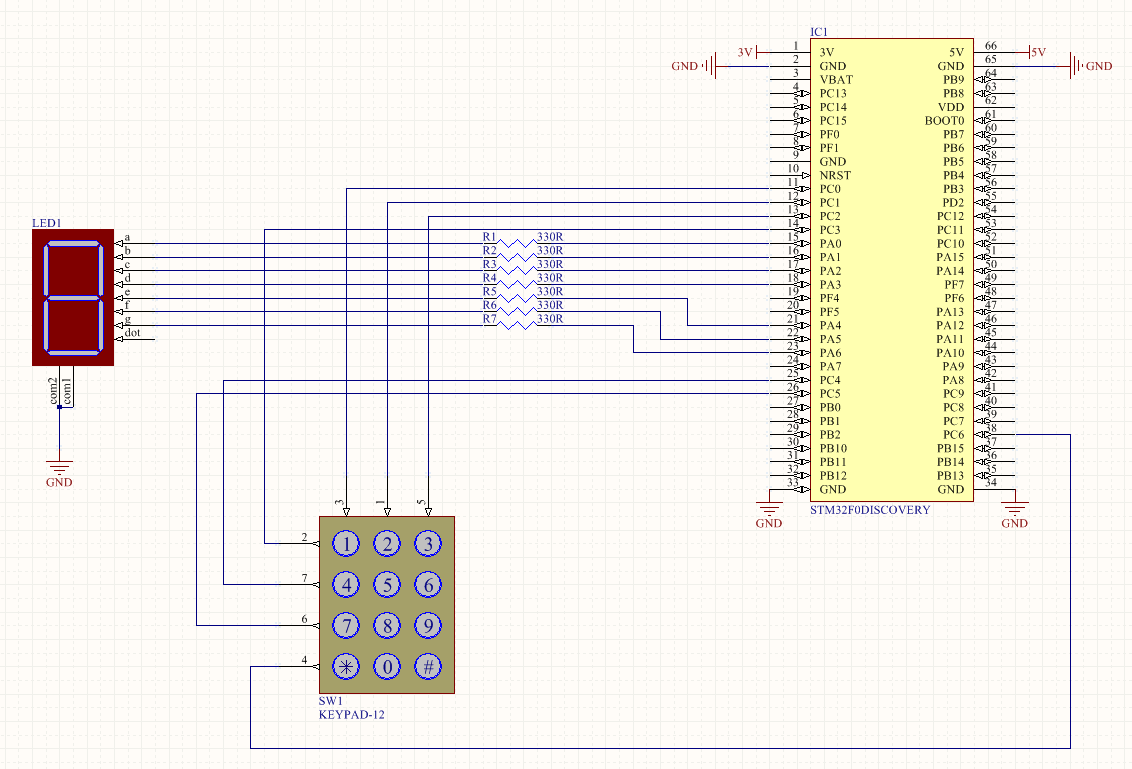 IC1
3V 1 3V 5V 66 5V
GND 2 GND GND 65 GND
3 VBAT PB9 64
4 PC13 PB8 63
5 PC14 VDD 62
6 PC15 BOOT0 61
7 PF0 PB7 60
8 PF1 PB6 59
9 GND PB5 58
10 NRST PB4 57
11 PC0 PB3 56
12 PC1 PD2 55
13 PC2 PC12 54
14 PC3 PC11 53
15 PA0 PC10 52
16 PA1 PA15 51
17 PA2 PA14 50
18 PA3 PF7 49
19 PF4 PF6 48
20 PF5 PA13 47
21 PA4 PA12 46
22 PA5 PA11 45
23 PA6 PA10 44
24 PA7 PA9 43
25 PC4 PA8 42
26 PC5 PC9 41
27 PB0 PC8 40
28 PB1 PC7 39
29 PB2 PC6 38
30 PB10 PB15 37
31 PB11 PB14 36
32 PB12 PB13 35
33 GND GND 34
GND STM32F0DISCOVERY GND
LED1
a
b
c
d
e
f
g
dot
com2
com1
GND
R1 330R
R2 330R
R3 330R
R4 330R
R5 330R
R6 330R
R7 330R
3 1 5
2 1 2 3
7 4 5 6
6 7 8 9
4 * 0 #
SW1
KEYPAD-12